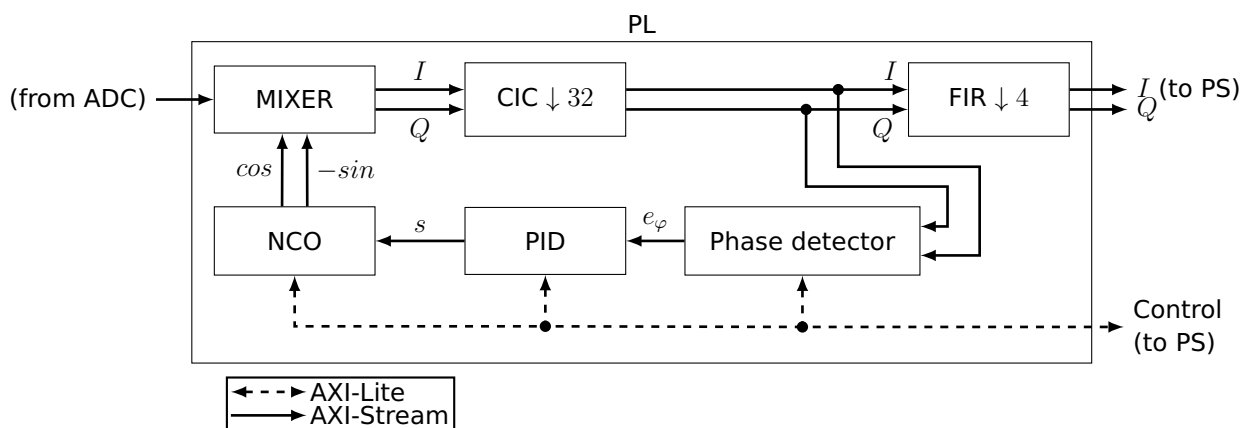 PL
(from ADC)
MIXER
I
Q
CIC ↓ 32
I
Q
FIR ↓ 4
I (to PS)
Q
cos
−sin
NCO
s
PID
e_φ
Phase detector
Control
(to PS)
AXI-Lite
AXI-Stream